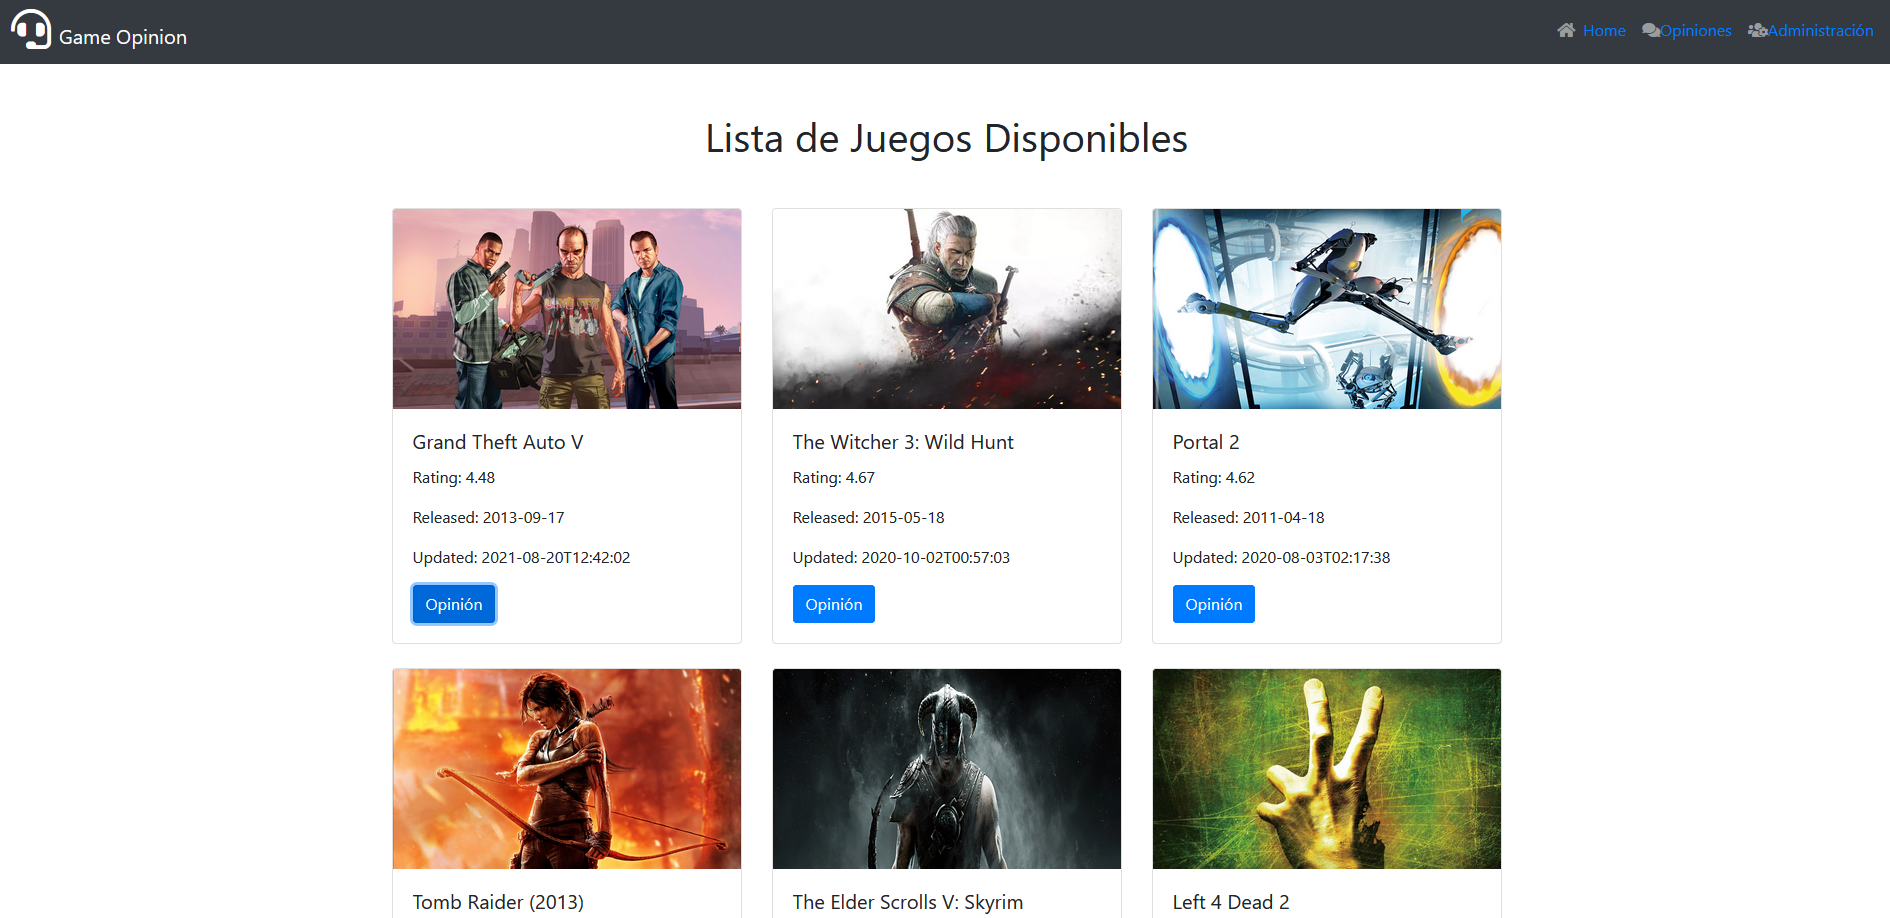 Game Opinion
Home Opiniones Administración
Lista de Juegos Disponibles
Grand Theft Auto V
Rating: 4.48
Released: 2013-09-17
Updated: 2021-08-20T12:42:02
Opinión
The Witcher 3: Wild Hunt
Rating: 4.67
Released: 2015-05-18
Updated: 2020-10-02T00:57:03
Opinión
Portal 2
Rating: 4.62
Released: 2011-04-18
Updated: 2020-08-03T02:17:38
Opinión
Tomb Raider (2013)
The Elder Scrolls V: Skyrim
Left 4 Dead 2